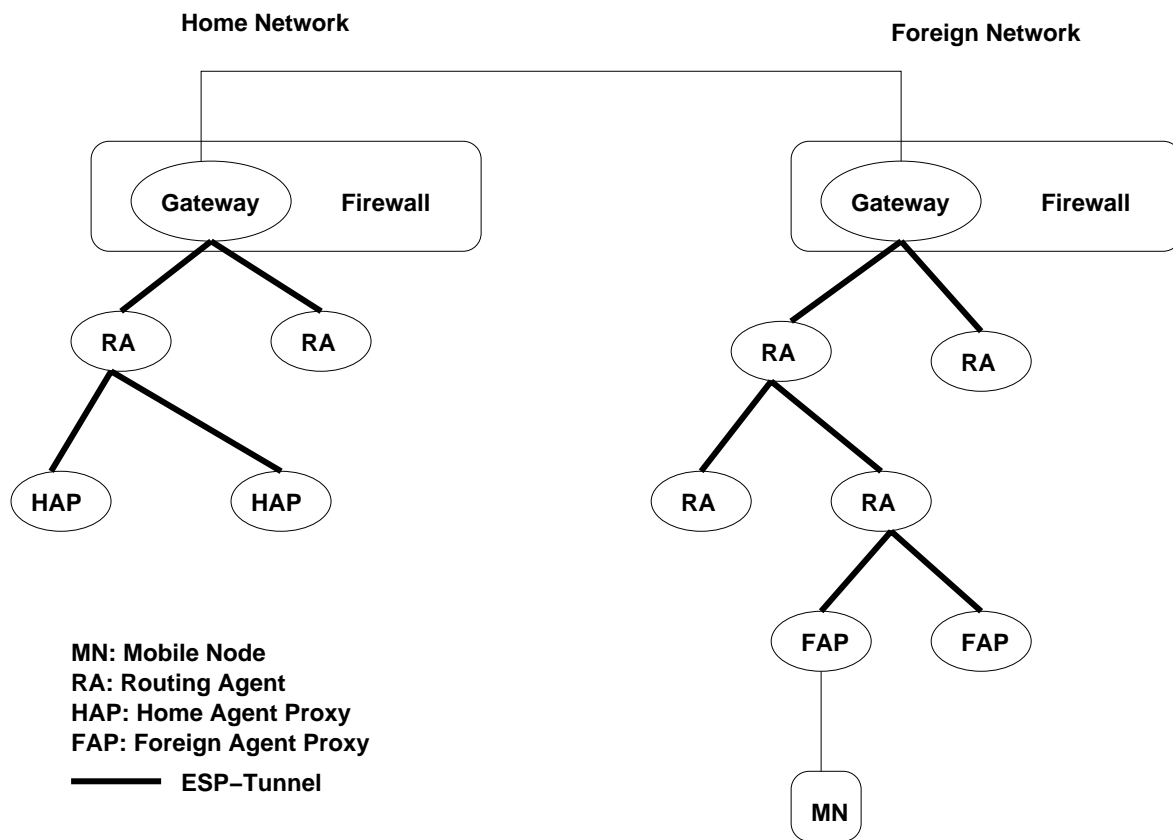 Home Network
Foreign Network
Gateway Firewall
Gateway Firewall
RA RA
RA RA
HAP HAP
RA RA
FAP FAP
MN: Mobile Node
RA: Routing Agent
HAP: Home Agent Proxy
FAP: Foreign Agent Proxy
ESP−Tunnel
MN